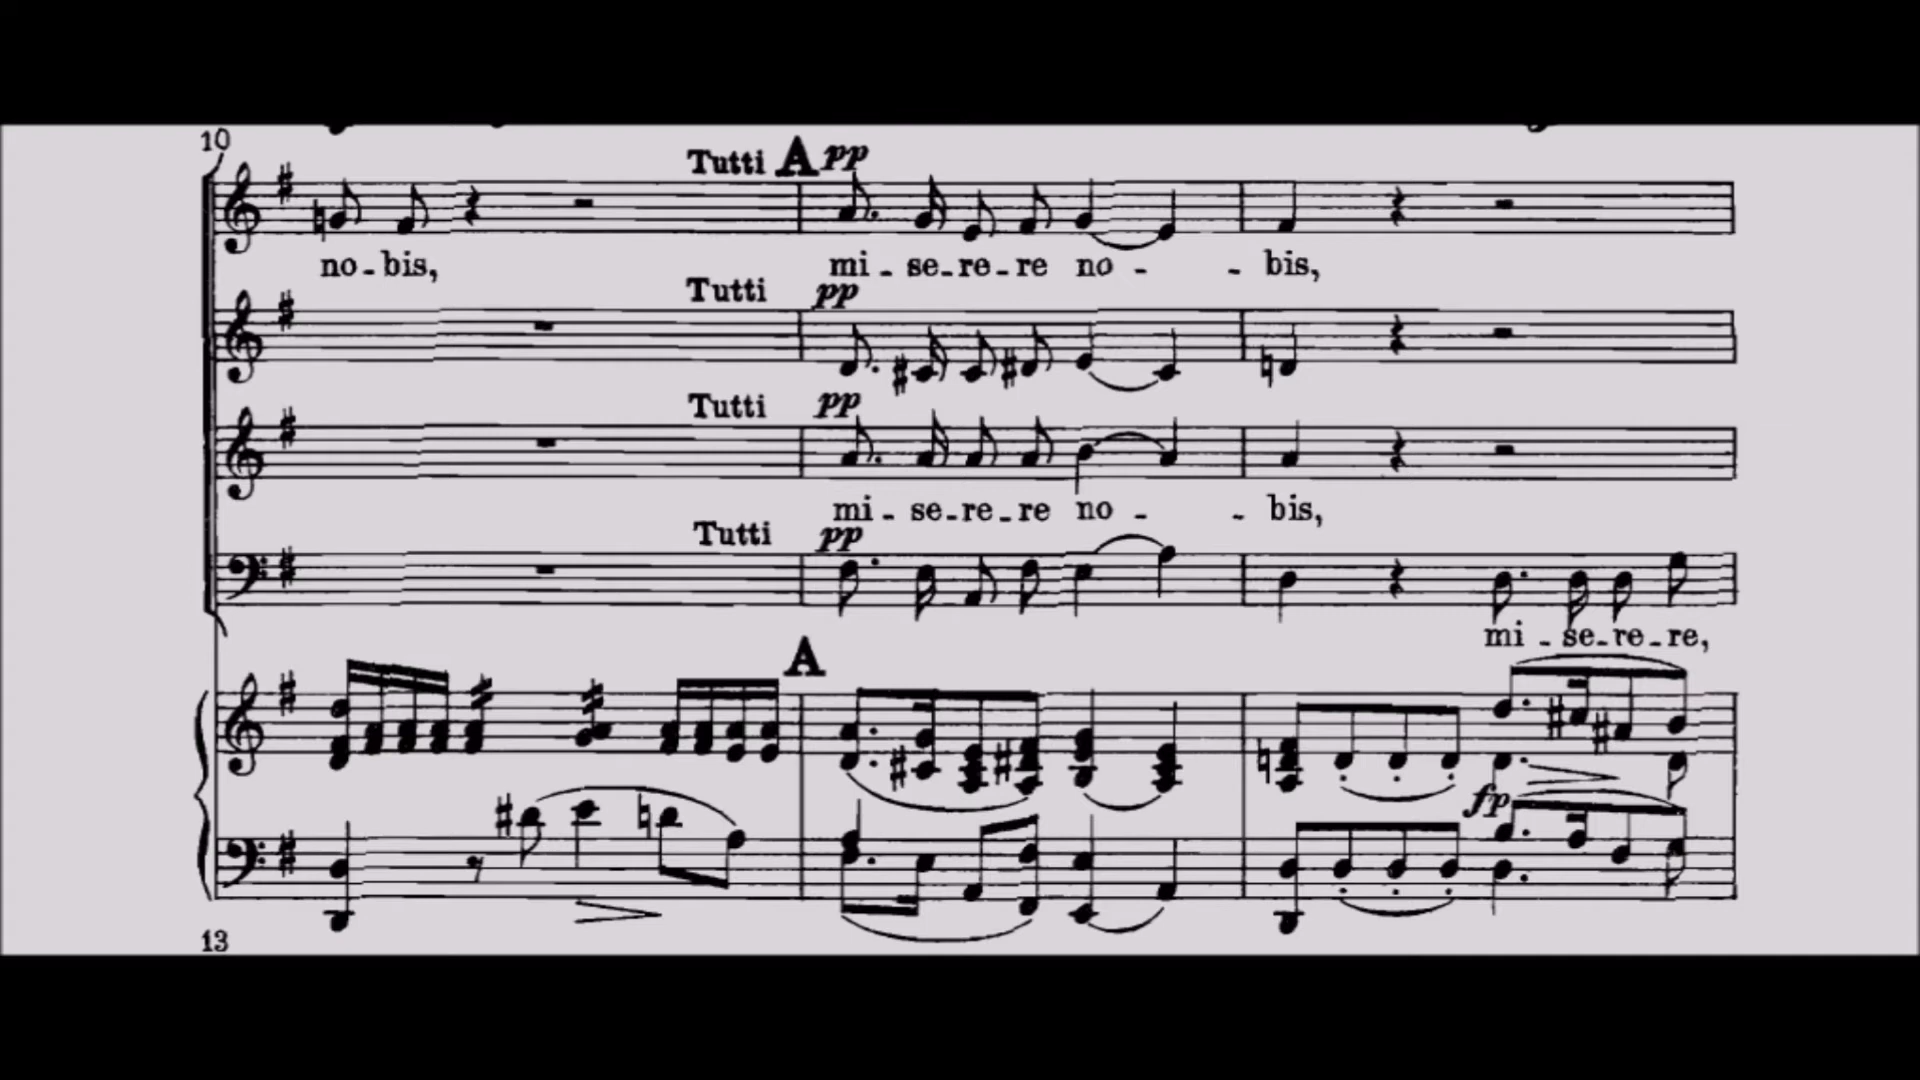 10
Tutti A pp
no - bis, mi - se - re - re no - - bis,
Tutti pp
Tutti pp
mi - se - re - re no - - bis,
Tutti pp
mi - se - re - re,
A
fp
13